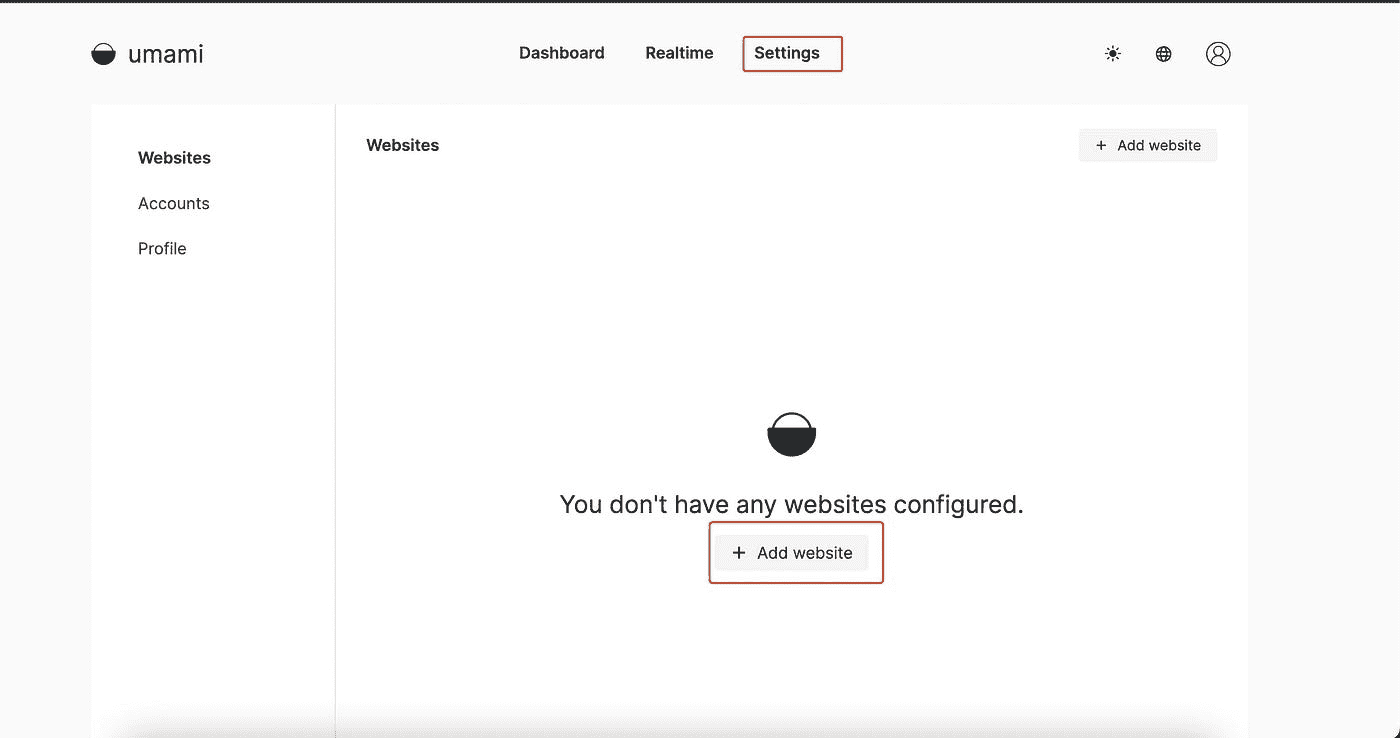 umami
Dashboard Realtime Settings
Websites
Accounts
Profile
Websites
+ Add website
You don't have any websites configured.
+ Add website